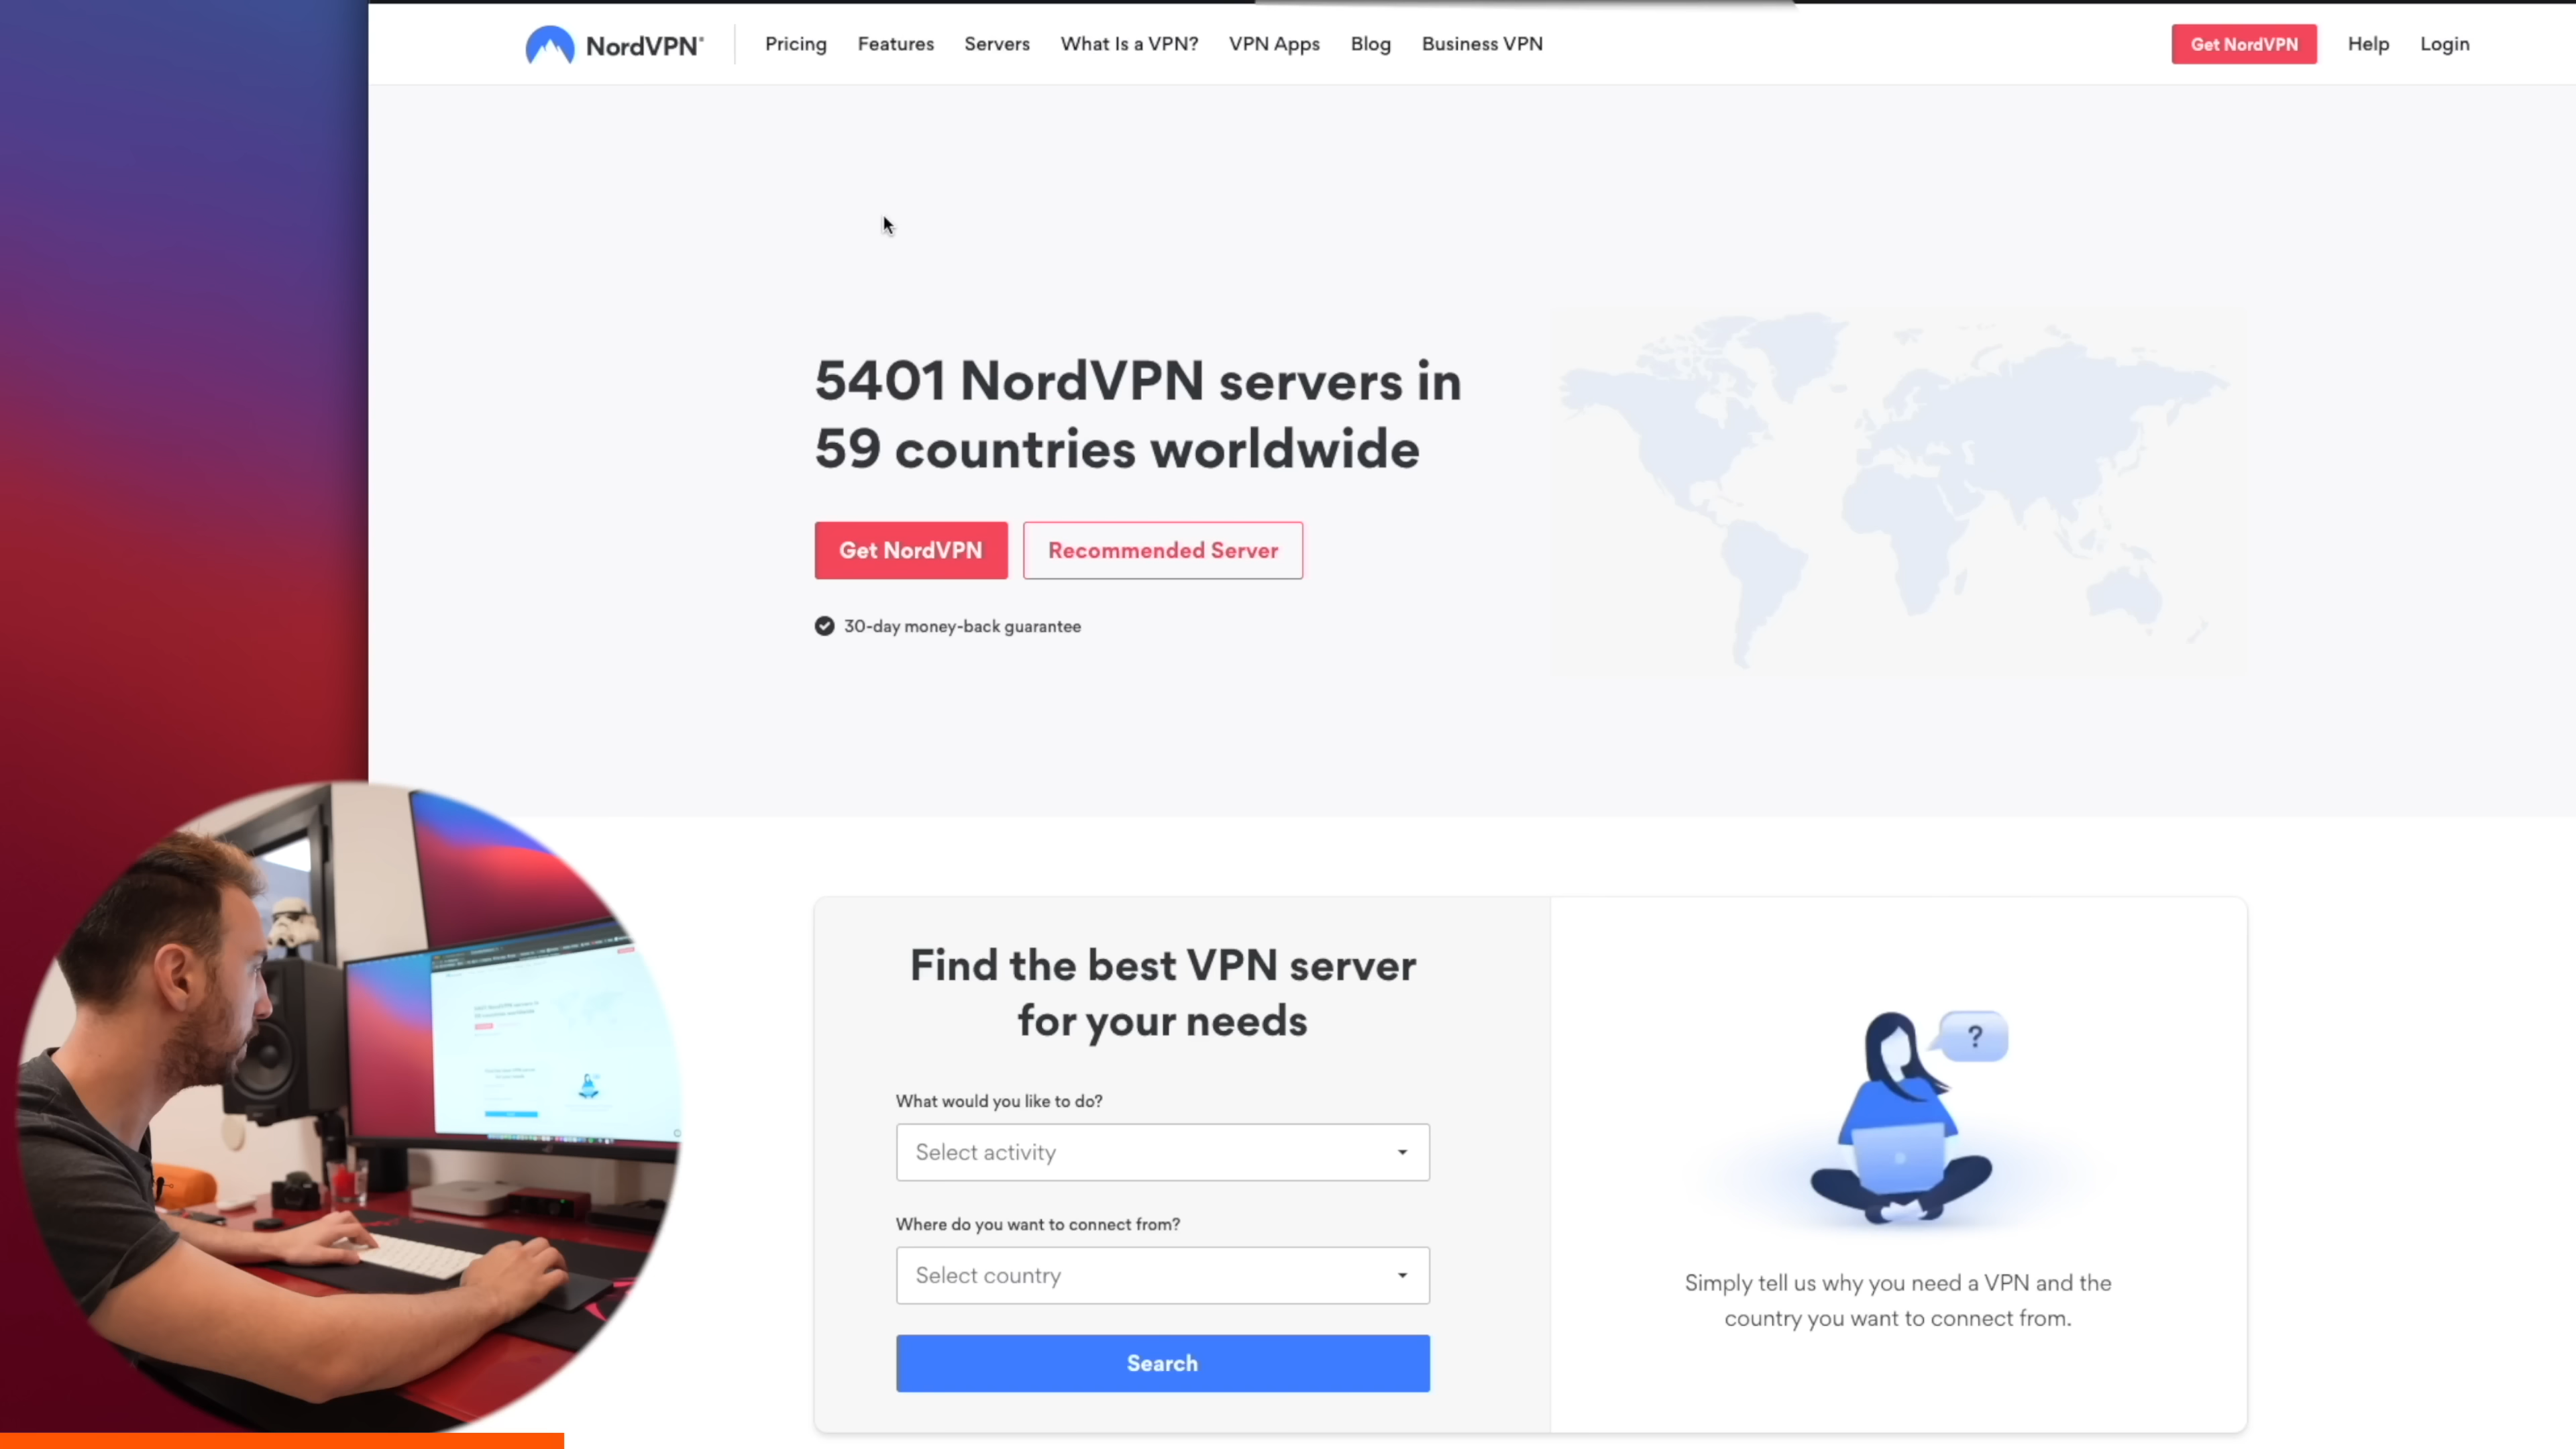 NordVPN®
Pricing
Features
Servers
What Is a VPN?
VPN Apps
Blog
Business VPN
Get NordVPN
Help
Login
5401 NordVPN servers in
59 countries worldwide
Get NordVPN
Recommended Server
30-day money-back guarantee
Find the best VPN server
for your needs
What would you like to do?
Select activity
Where do you want to connect from?
Select country
Search
?
Simply tell us why you need a VPN and the
country you want to connect from.